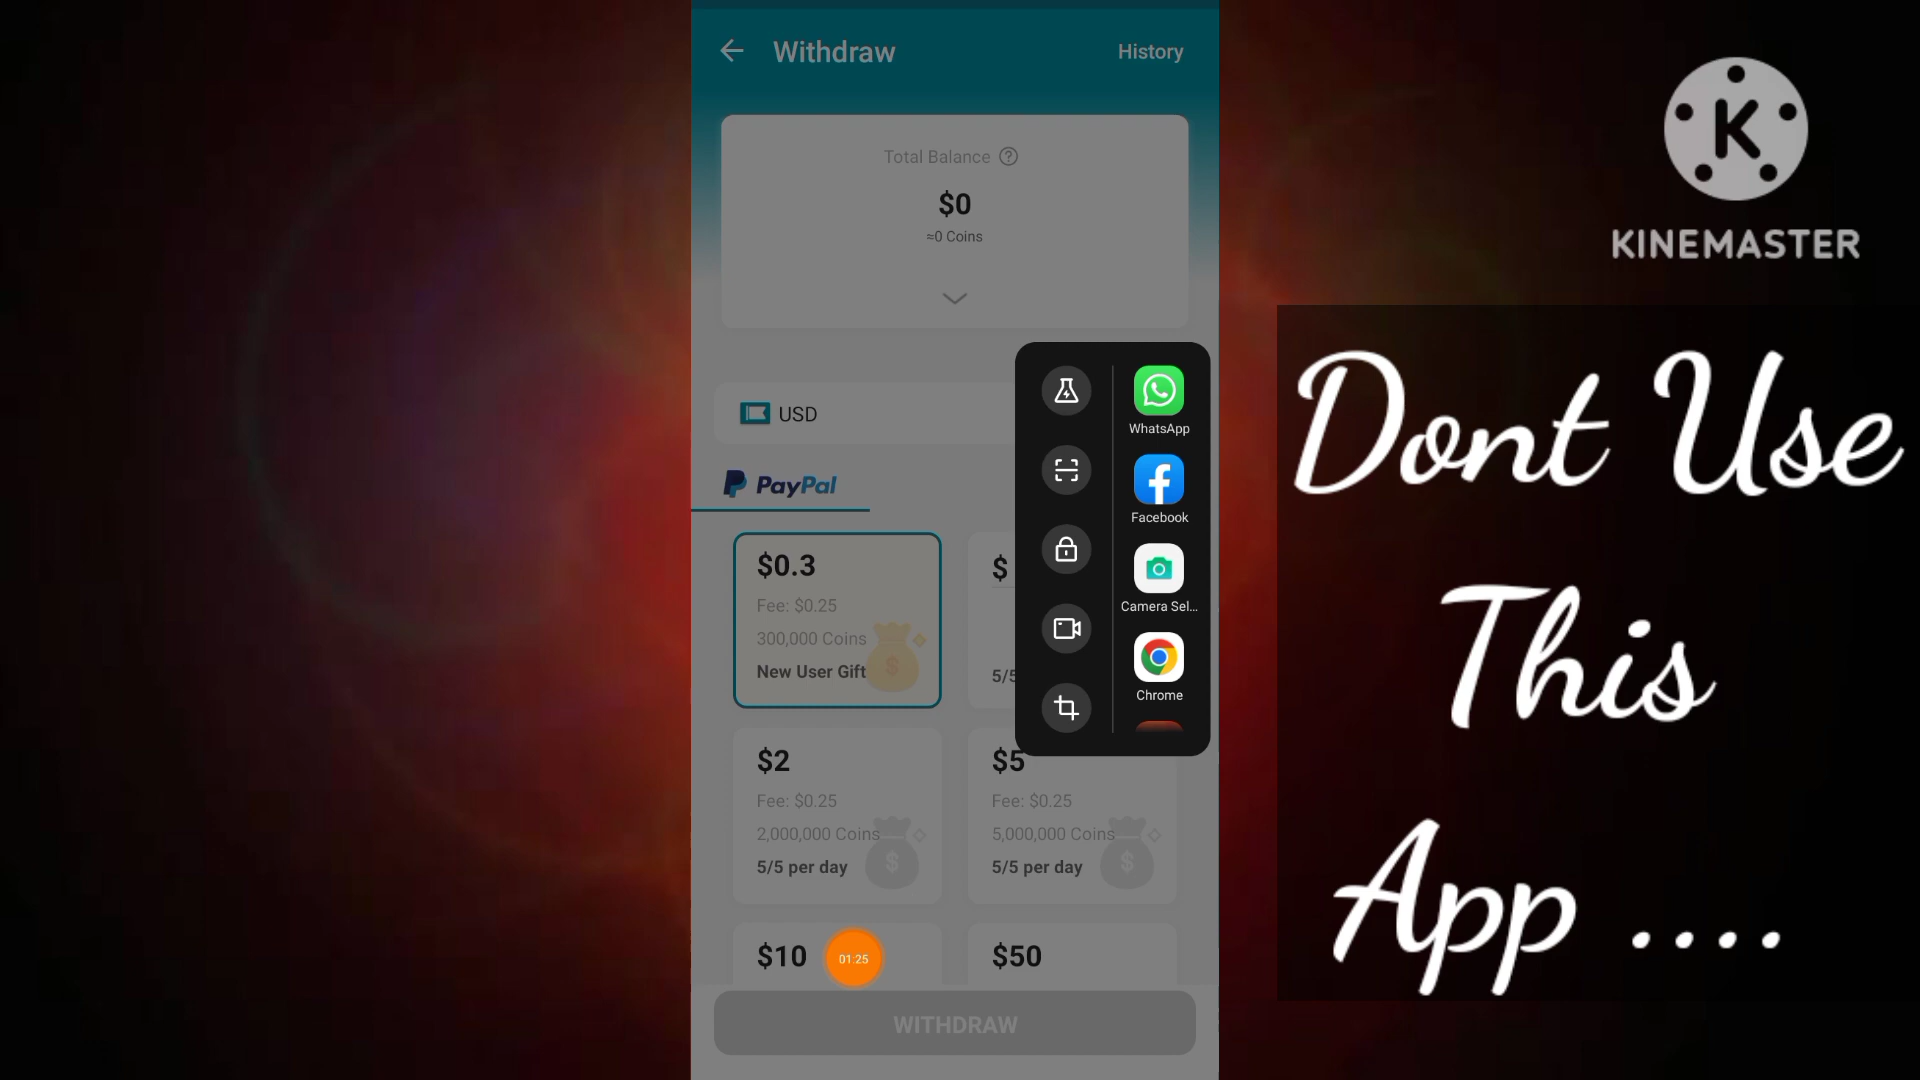 Withdraw
History
Total Balance
$0
≈0 Coins
USD
PayPal
$0.3
Fee: $0.25
300,000 Coins
New User Gift
$
5/5
$2
Fee: $0.25
2,000,000 Coins
5/5 per day
$5
Fee: $0.25
5,000,000 Coins
5/5 per day
$10
01:25
$50
WITHDRAW
WhatsApp
Facebook
Camera Sel...
Chrome
K
KINEMASTER
Dont Use
This
App ....